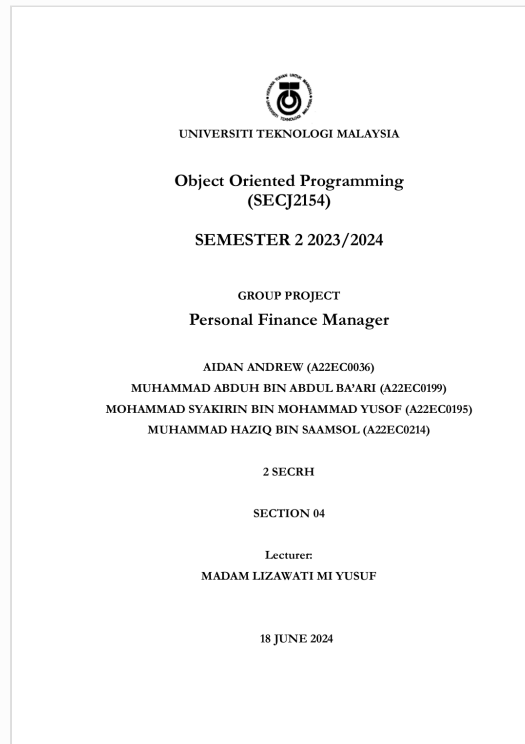 UNIVERSITI TEKNOLOGI MALAYSIA
Object Oriented Programming
(SECJ2154)
SEMESTER 2 2023/2024
GROUP PROJECT
Personal Finance Manager
AIDAN ANDREW (A22EC0036)
MUHAMMAD ABDUH BIN ABDUL BA’ARI (A22EC0199)
MOHAMMAD SYAKIRIN BIN MOHAMMAD YUSOF (A22EC0195)
MUHAMMAD HAZIQ BIN SAAMSOL (A22EC0214)
2 SECRH
SECTION 04
Lecturer:
MADAM LIZAWATI MI YUSUF
18 JUNE 2024